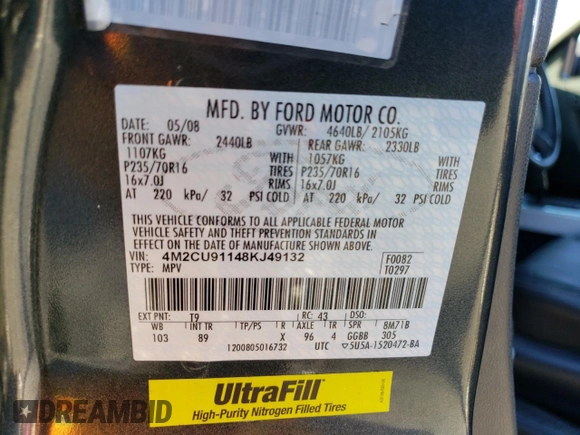 MFD. BY FORD MOTOR CO.
DATE: 05/08 GVWR: 4640LB/ 2105KG
FRONT GAWR: 2440LB REAR GAWR: 2330LB
1107KG WITH 1057KG WITH
P235/70R16 TIRES P235/70R16 TIRES
16x7.0J RIMS 16x7.0J RIMS
AT 220 kPa/ 32 PSI COLD AT 220 kPa/ 32 PSI COLD
THIS VEHICLE CONFORMS TO ALL APPLICABLE FEDERAL MOTOR
VEHICLE SAFETY AND THEFT PREVENTION STANDARDS IN
EFFECT ON THE DATE OF MANUFACTURE SHOWN ABOVE.
VIN: 4M2CU91148KJ49132 F0082
TYPE: MPV T0297
EXT PNT: T9 RC: 43 DSO:
WB INT TR TP/PS R AXLE TR SPR BM71B
103 89 X 96 4 GGBB 305
1200805016732 UTC ▽5U5A-1520472-BA
UltraFill
High-Purity Nitrogen Filled Tires
DREAMBID